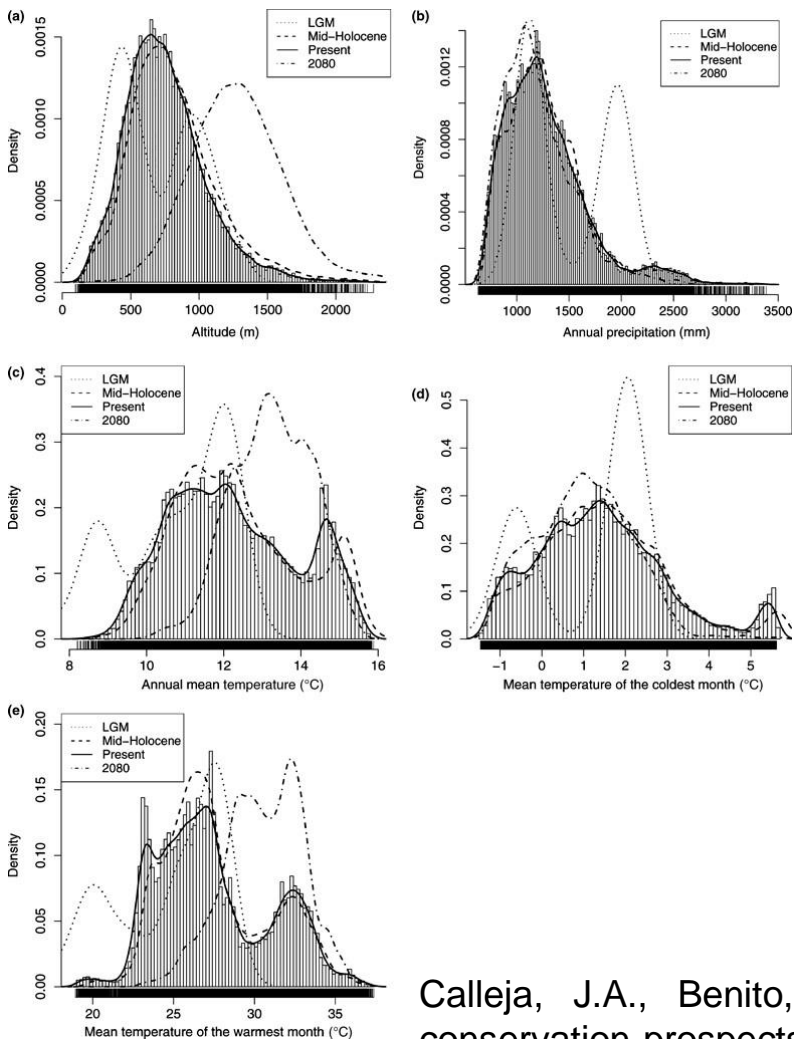 (a)
LGM
Mid-Holocene
Present
2080
Density
0.0000 0.0005 0.0010 0.0015
0 500 1000 1500 2000
Altitude (m)
(b)
LGM
Mid-Holocene
Present
2080
Density
0.0000 0.0004 0.0008 0.0012
1000 1500 2000 2500 3000 3500
Annual precipitation (mm)
(c)
LGM
Mid-Holocene
Present
2080
Density
0.0 0.1 0.2 0.3 0.4
8 10 12 14 16
Annual mean temperature (°C)
(d)
LGM
Mid-Holocene
Present
2080
Density
0.0 0.1 0.2 0.3 0.4 0.5
-1 0 1 2 3 4 5
Mean temperature of the coldest month (°C)
(e)
LGM
Mid-Holocene
Present
2080
Density
0.00 0.05 0.10 0.15 0.20
20 25 30 35
Mean temperature of the warmest month (°C)
Calleja, J.A., Benito,
conservation prospects